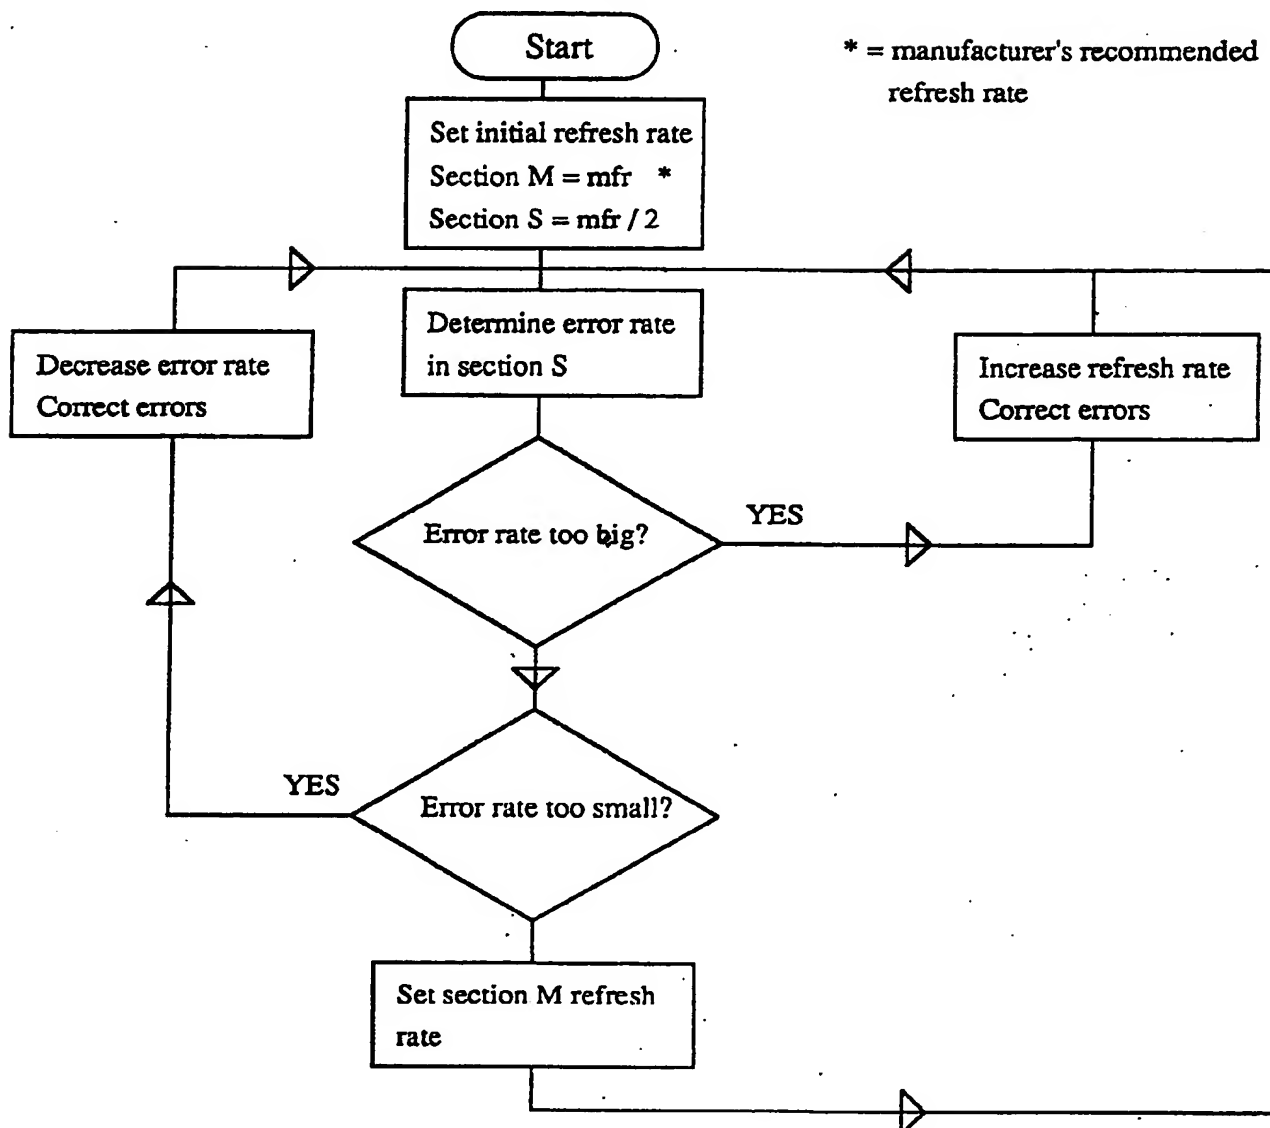 Start
* = manufacturer's recommended
refresh rate
Set initial refresh rate
Section M = mfr *
Section S = mfr / 2
Determine error rate
in section S
Decrease error rate
Correct errors
Increase refresh rate
Correct errors
Error rate too big?
YES
YES
Error rate too small?
Set section M refresh
rate